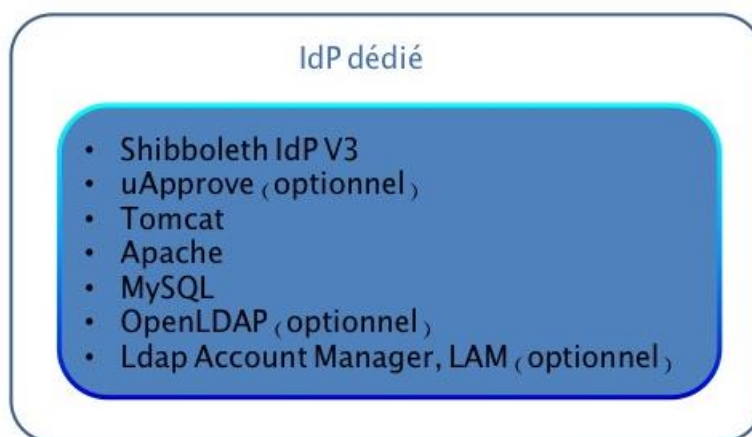 IdP dédié
• Shibboleth IdP V3
• uApprove (optionnel)
• Tomcat
• Apache
• MySQL
• OpenLDAP (optionnel)
• Ldap Account Manager, LAM (optionnel)